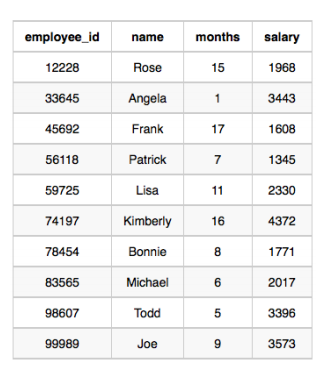 employee_id name months salary
12228 Rose 15 1968
33645 Angela 1 3443
45692 Frank 17 1608
56118 Patrick 7 1345
59725 Lisa 11 2330
74197 Kimberly 16 4372
78454 Bonnie 8 1771
83565 Michael 6 2017
98607 Todd 5 3396
99989 Joe 9 3573